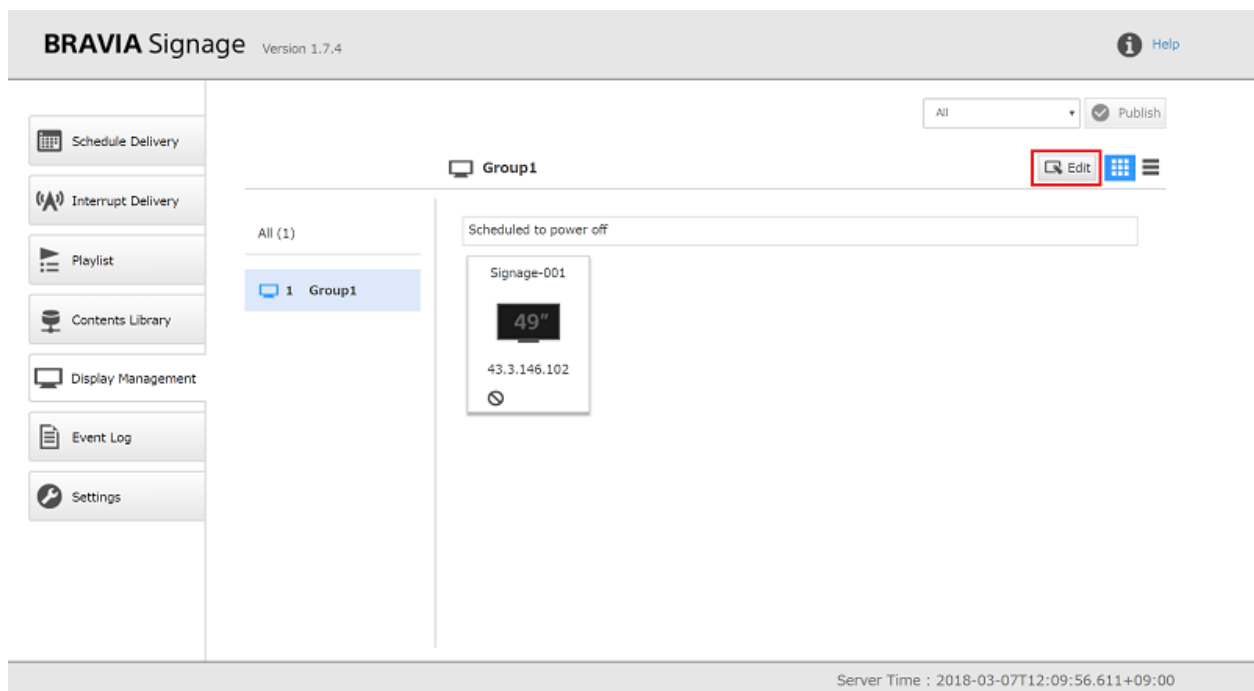 BRAVIA Signage Version 1.7.4
Help
All
Publish
Schedule Delivery
Interrupt Delivery
Playlist
Contents Library
Display Management
Event Log
Settings
Group1
Edit
All (1)
1 Group1
Scheduled to power off
Signage-001
49"
43.3.146.102
Server Time : 2018-03-07T12:09:56.611+09:00